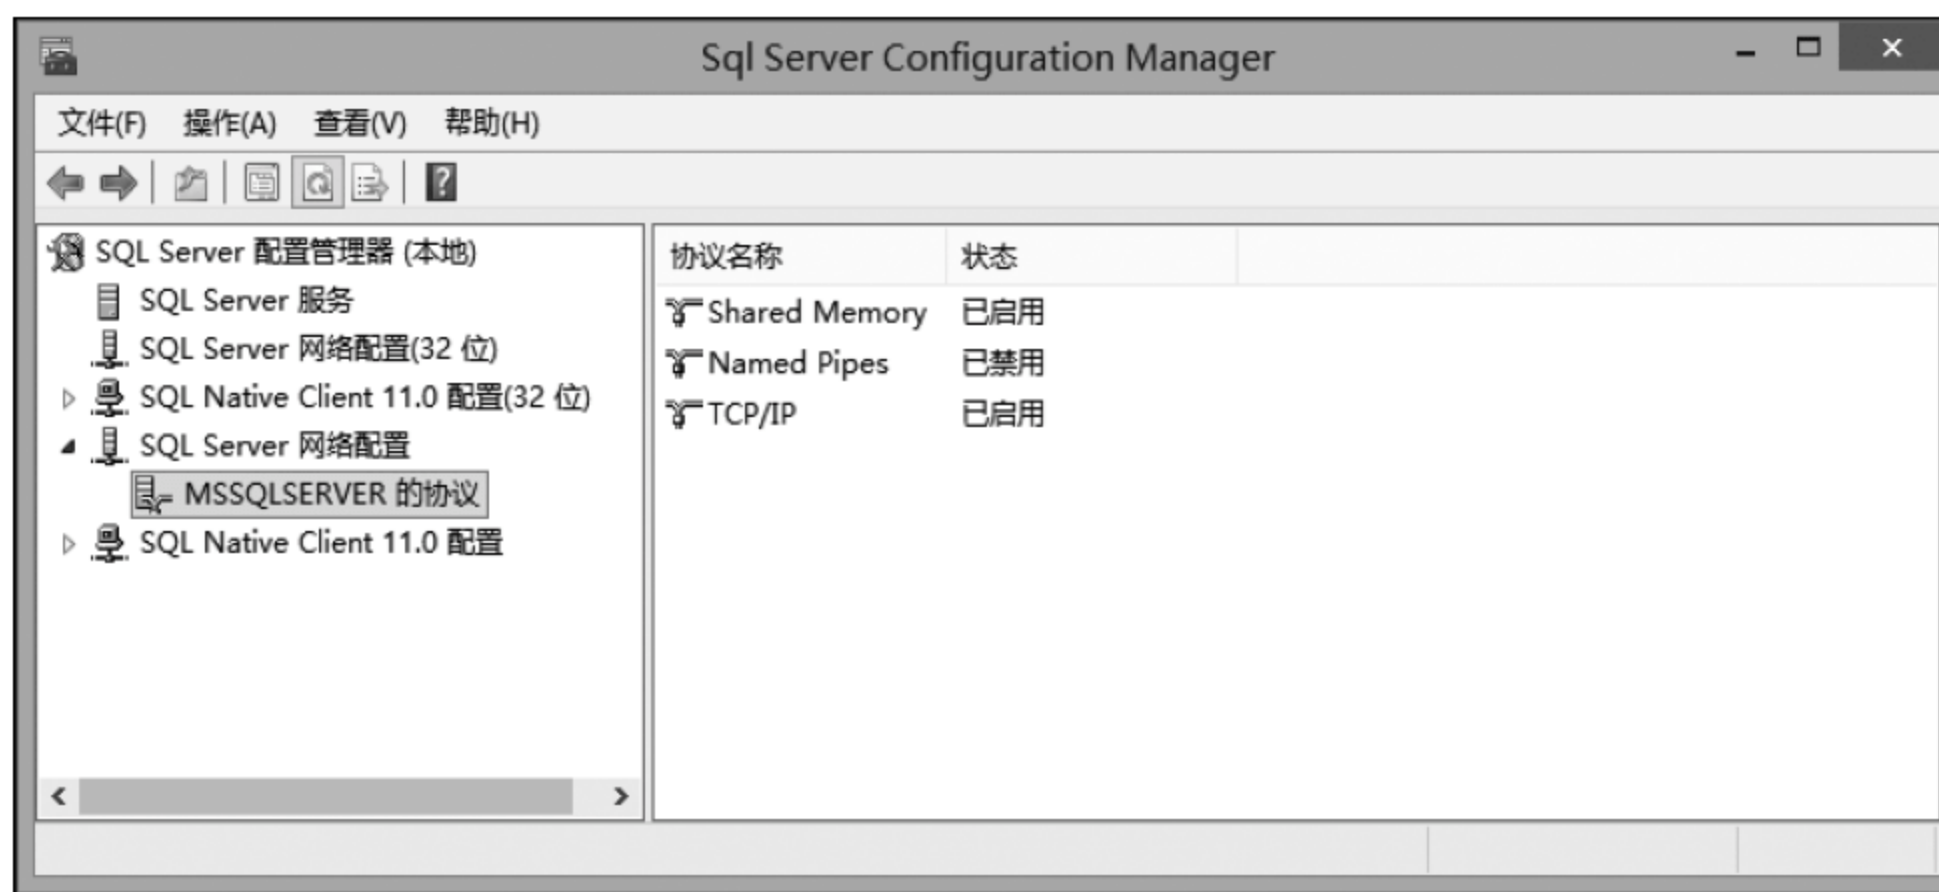 Sql Server Configuration Manager
文件(F) 操作(A) 查看(V) 帮助(H)
SQL Server 配置管理器 (本地)
SQL Server 服务
SQL Server 网络配置(32 位)
SQL Native Client 11.0 配置(32 位)
SQL Server 网络配置
MSSQLSERVER 的协议
SQL Native Client 11.0 配置
协议名称 状态
Shared Memory 已启用
Named Pipes 已禁用
TCP/IP 已启用